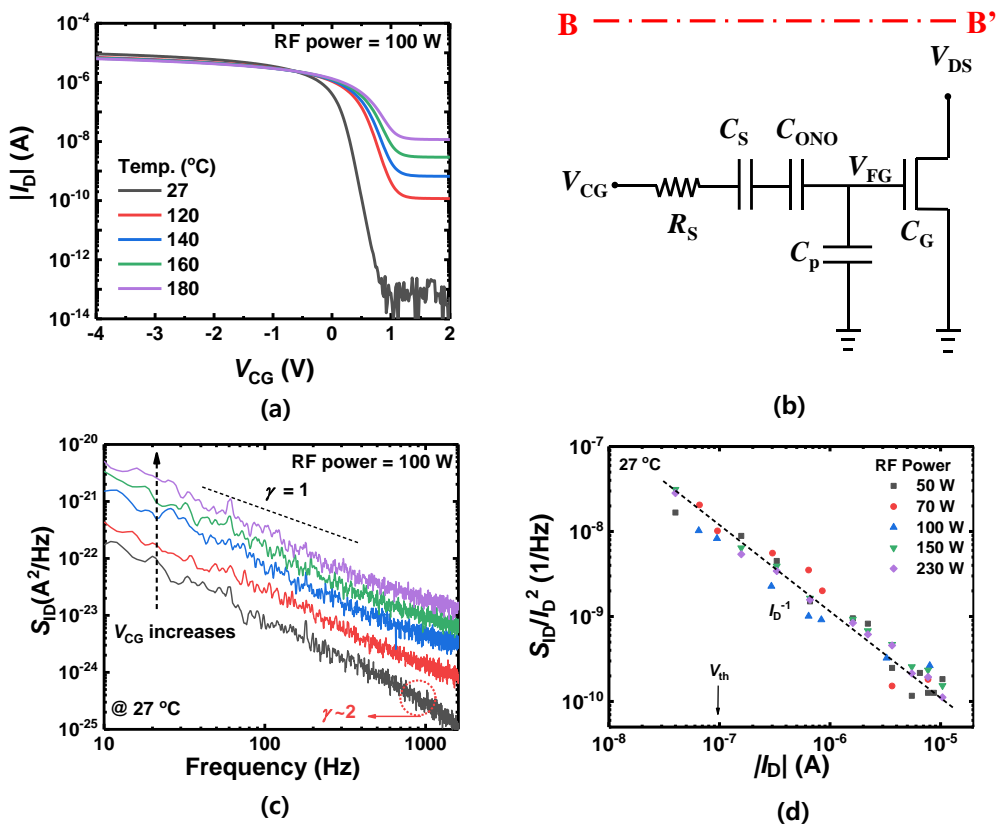 10⁻⁴
10⁻⁶
10⁻⁸
10⁻¹⁰
10⁻¹²
10⁻¹⁴
|I_D| (A)
RF power = 100 W
Temp. (°C)
27
120
140
160
180
-4 -3 -2 -1 0 1 2
V_CG (V)
(a)
B B'
V_DS
C_S C_ONO
V_CG V_FG
R_S C_G
C_p
(b)
10⁻²⁰
10⁻²¹
10⁻²²
10⁻²³
10⁻²⁴
10⁻²⁵
S_ID(A²/Hz)
RF power = 100 W
γ = 1
V_CG increases
γ~2
@ 27 °C
10 100 1000
Frequency (Hz)
(c)
10⁻⁷
10⁻⁸
10⁻⁹
10⁻¹⁰
S_ID/I_D² (1/Hz)
27 °C
RF Power
50 W
70 W
100 W
150 W
230 W
I_D⁻¹
V_th
10⁻⁸ 10⁻⁷ 10⁻⁶ 10⁻⁵
|I_D| (A)
(d)